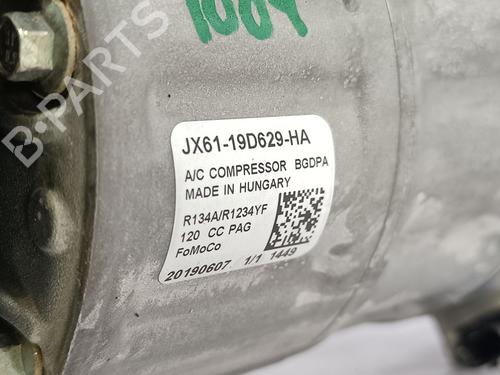 1004
B-PARTS
JX61-19D629-HA
A/C COMPRESSOR BGDPA
MADE IN HUNGARY
R134A/R1234YF
120 CC PAG
FoMoCo
20190607 1/1 1449